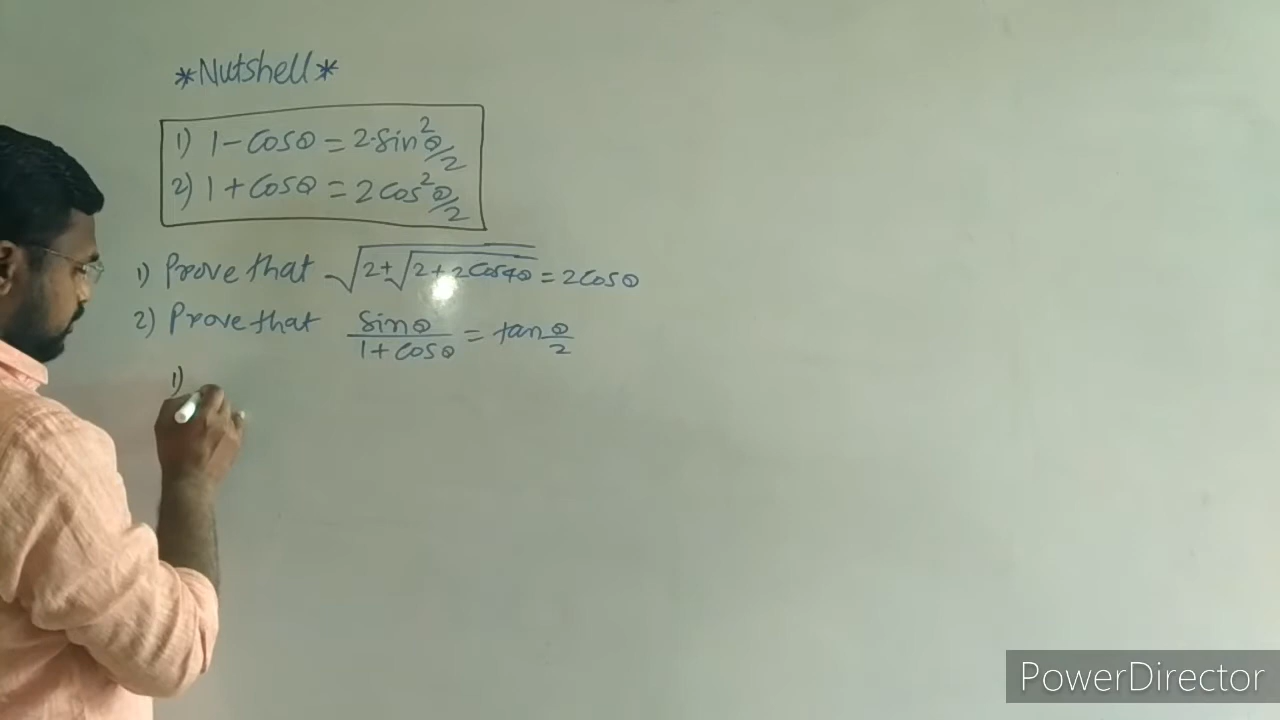 *Nutshell*
1) 1 - Cosθ = 2·Sin²θ/2
2) 1 + Cosθ = 2Cos²θ/2
1) Prove that √(2+√(2+2Cos4θ)) = 2Cosθ
2) Prove that Sinθ/(1+Cosθ) = tanθ/2
1)
PowerDirector